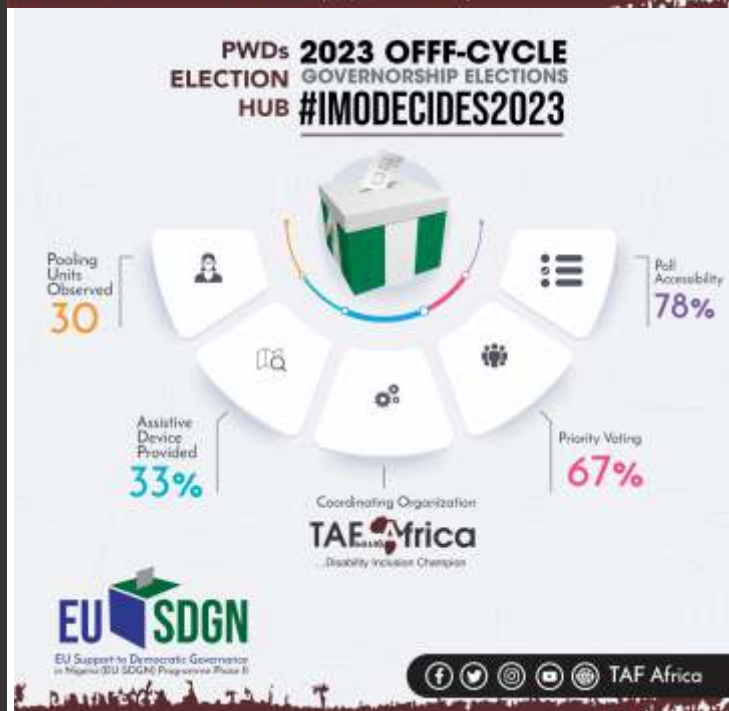 PWDs
ELECTION
HUB
2023 OFFF-CYCLE
GOVERNORSHIP ELECTIONS
#IMODECIDES2023
Pooling
Units
Observed
30
Poll
Accessibility
78%
Assistive
Device
Provided
33%
Priority Voting
67%
Coordinating Organization
TAF Africa
...Disability Inclusion Champion
EU SDGN
EU Support to Democratic Governance
in Nigeria (EU SDGN) Programme Phase II
TAF Africa